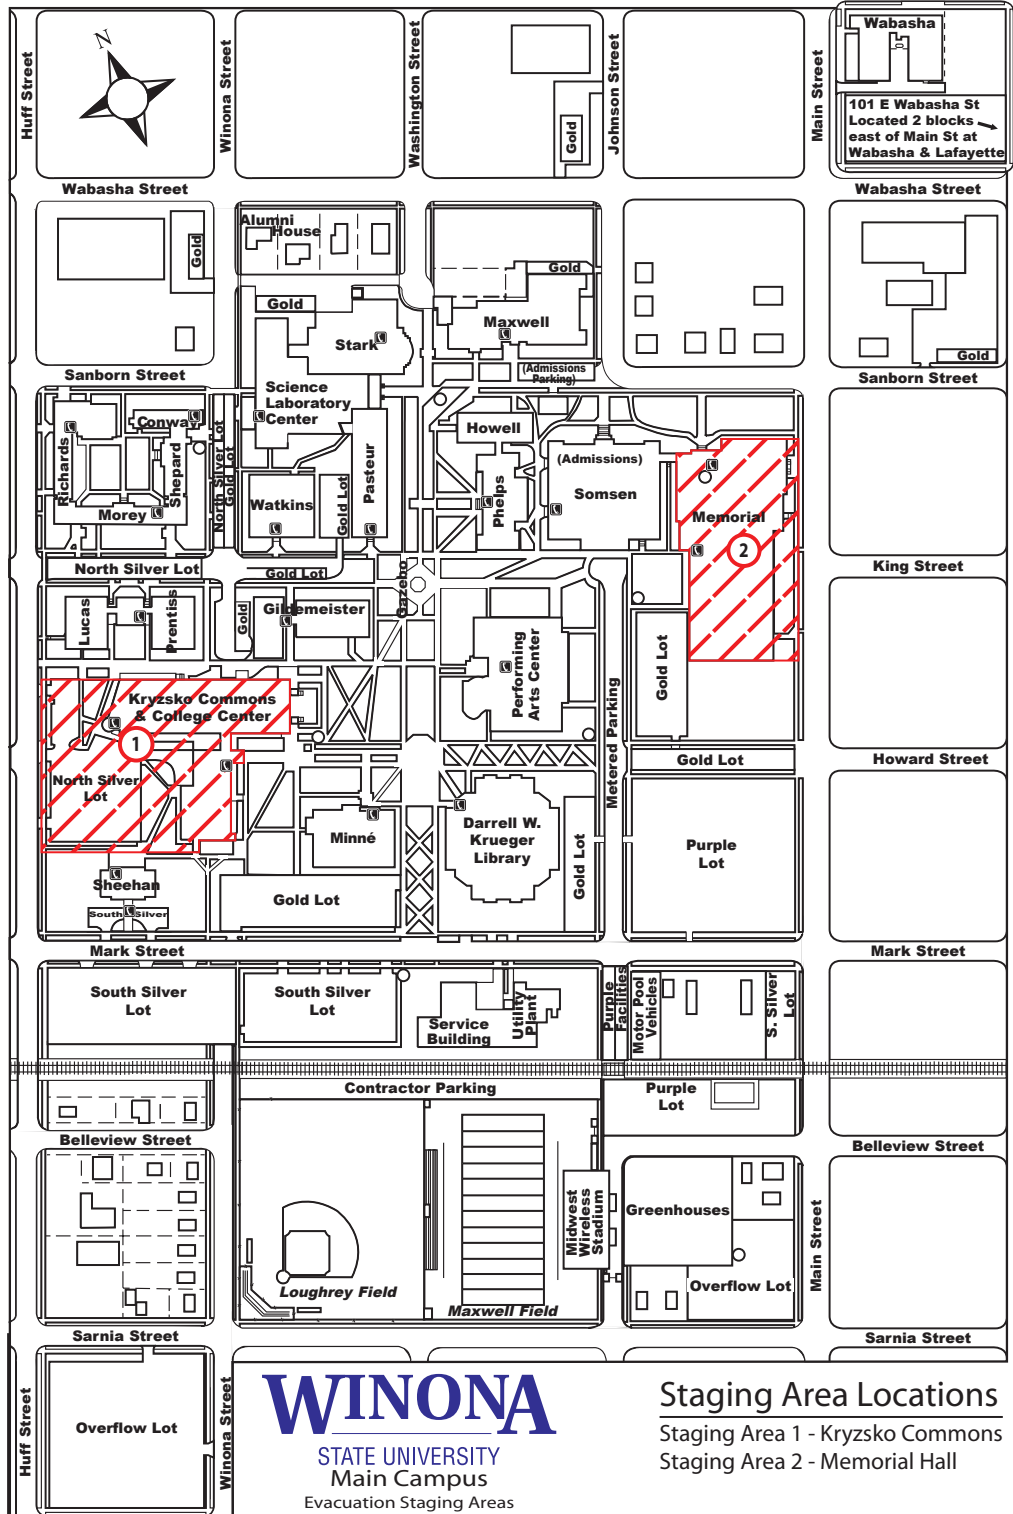 N
Huff Street
Winona Street
Washington Street
Johnson Street
Main Street
Gold
Wabasha
101 E Wabasha St
Located 2 blocks
east of Main St at
Wabasha & Lafayette
Wabasha Street
Wabasha Street
Gold
Alumni
House
Gold
Gold
Maxwell
Stark
(Admissions
Parking)
Gold
Sanborn Street
Sanborn Street
Science
Laboratory
Center
Conway
Richards
Shepard
Morey
North Silver Lot
Gold Lot
Watkins
Gold Lot
Pasteur
Howell
Phelps
(Admissions)
Somsen
Memorial
2
North Silver Lot
Gold Lot
Gazebo
King Street
Lucas
Prentiss
Gold
Gildemeister
Performing
Arts Center
Gold Lot
Metered Parking
Kryzsko Commons
& College Center
1
North Silver
Lot
Gold Lot
Howard Street
Minné
Darrell W.
Krueger
Library
Gold Lot
Purple
Lot
Sheehan
South Silver
Gold Lot
Mark Street
Mark Street
South Silver
Lot
South Silver
Lot
Service
Building
Utility
Plant
Purple
Facilities
Motor Pool
Vehicles
S. Silver
Lot
Contractor Parking
Purple
Lot
Belleview Street
Belleview Street
Midwest
Wireless
Stadium
Greenhouses
Main Street
Loughrey Field
Maxwell Field
Overflow Lot
Sarnia Street
Sarnia Street
Huff Street
Overflow Lot
Winona Street
WINONA
STATE UNIVERSITY
Main Campus
Evacuation Staging Areas
Staging Area Locations
Staging Area 1 - Kryzsko Commons
Staging Area 2 - Memorial Hall